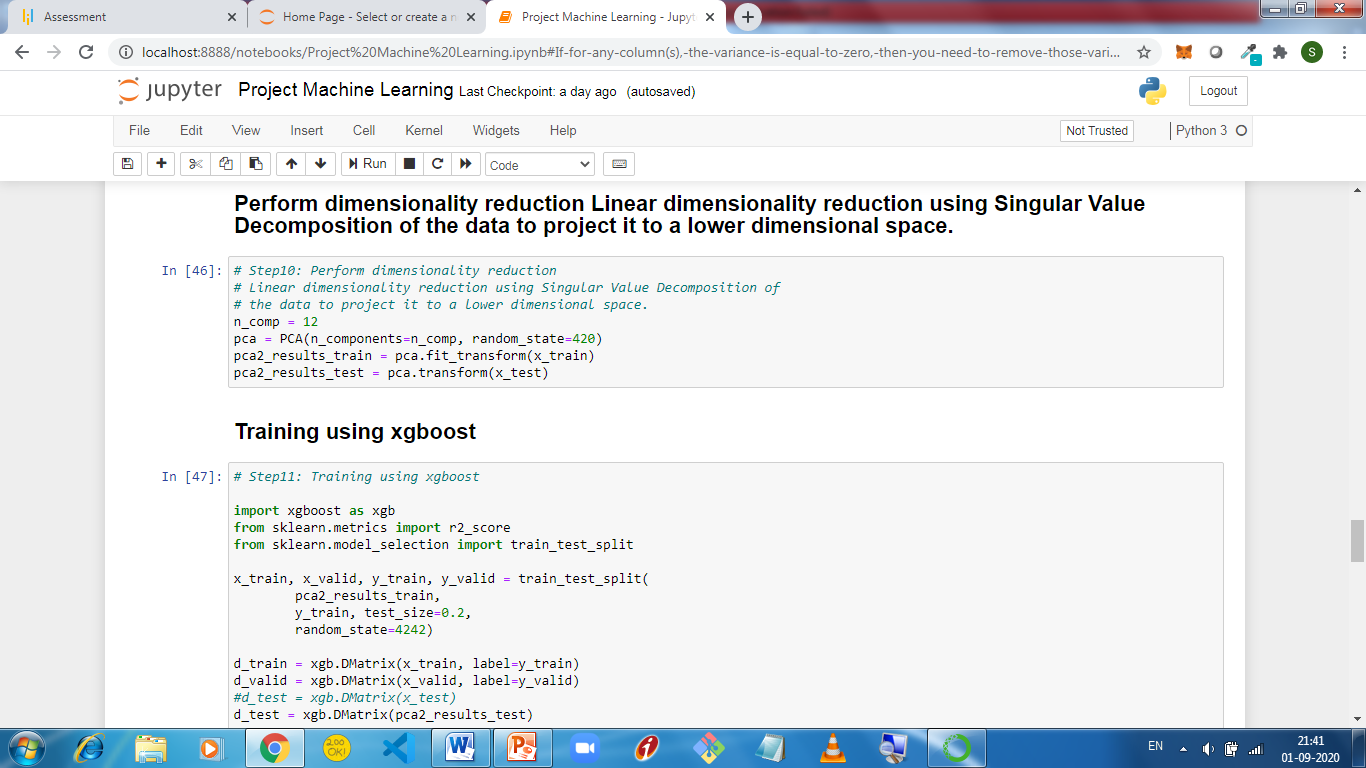 Assessment
Home Page - Select or create a n
Project Machine Learning - Jupyt
localhost:8888/notebooks/Project%20Machine%20Learning.ipynb#If-for-any-column(s),-the-variance-is-equal-to-zero,-then-you-need-to-remove-those-vari...
S
jupyter Project Machine Learning Last Checkpoint: a day ago (autosaved)
Logout
File Edit View Insert Cell Kernel Widgets Help
Not Trusted
Python 3
Run
Code
Perform dimensionality reduction Linear dimensionality reduction using Singular Value
Decomposition of the data to project it to a lower dimensional space.
In [46]:
# Step10: Perform dimensionality reduction
# Linear dimensionality reduction using Singular Value Decomposition of
# the data to project it to a lower dimensional space.
n_comp = 12
pca = PCA(n_components=n_comp, random_state=420)
pca2_results_train = pca.fit_transform(x_train)
pca2_results_test = pca.transform(x_test)
Training using xgboost
In [47]:
# Step11: Training using xgboost
import xgboost as xgb
from sklearn.metrics import r2_score
from sklearn.model_selection import train_test_split
x_train, x_valid, y_train, y_valid = train_test_split(
pca2_results_train,
y_train, test_size=0.2,
random_state=4242)
d_train = xgb.DMatrix(x_train, label=y_train)
d_valid = xgb.DMatrix(x_valid, label=y_valid)
#d_test = xgb.DMatrix(x_test)
d_test = xgb.DMatrix(pca2_results_test)
200
OK!
EN
21:41
01-09-2020